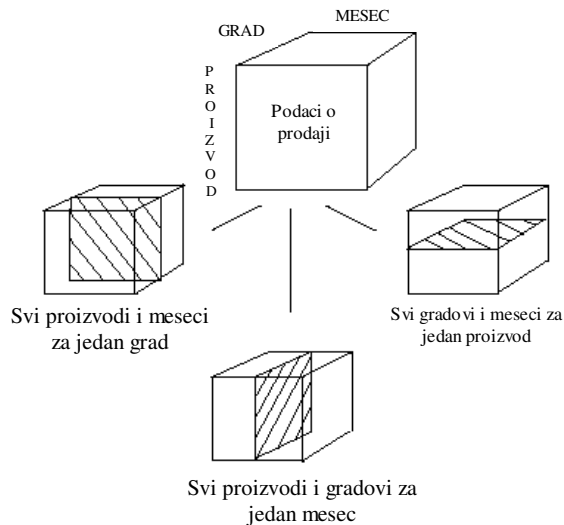 MESEC
GRAD
PROIZVOD
Podaci o
prodaji
Svi proizvodi i meseci
za jedan grad
Svi gradovi i meseci za
jedan proizvod
Svi proizvodi i gradovi za
jedan mesec